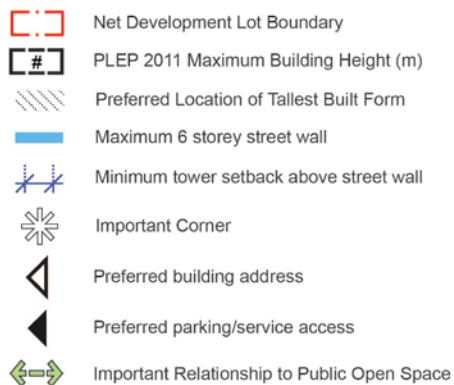 Net Development Lot Boundary
# PLEP 2011 Maximum Building Height (m)
Preferred Location of Tallest Built Form
Maximum 6 storey street wall
Minimum tower setback above street wall
Important Corner
Preferred building address
Preferred parking/service access
Important Relationship to Public Open Space